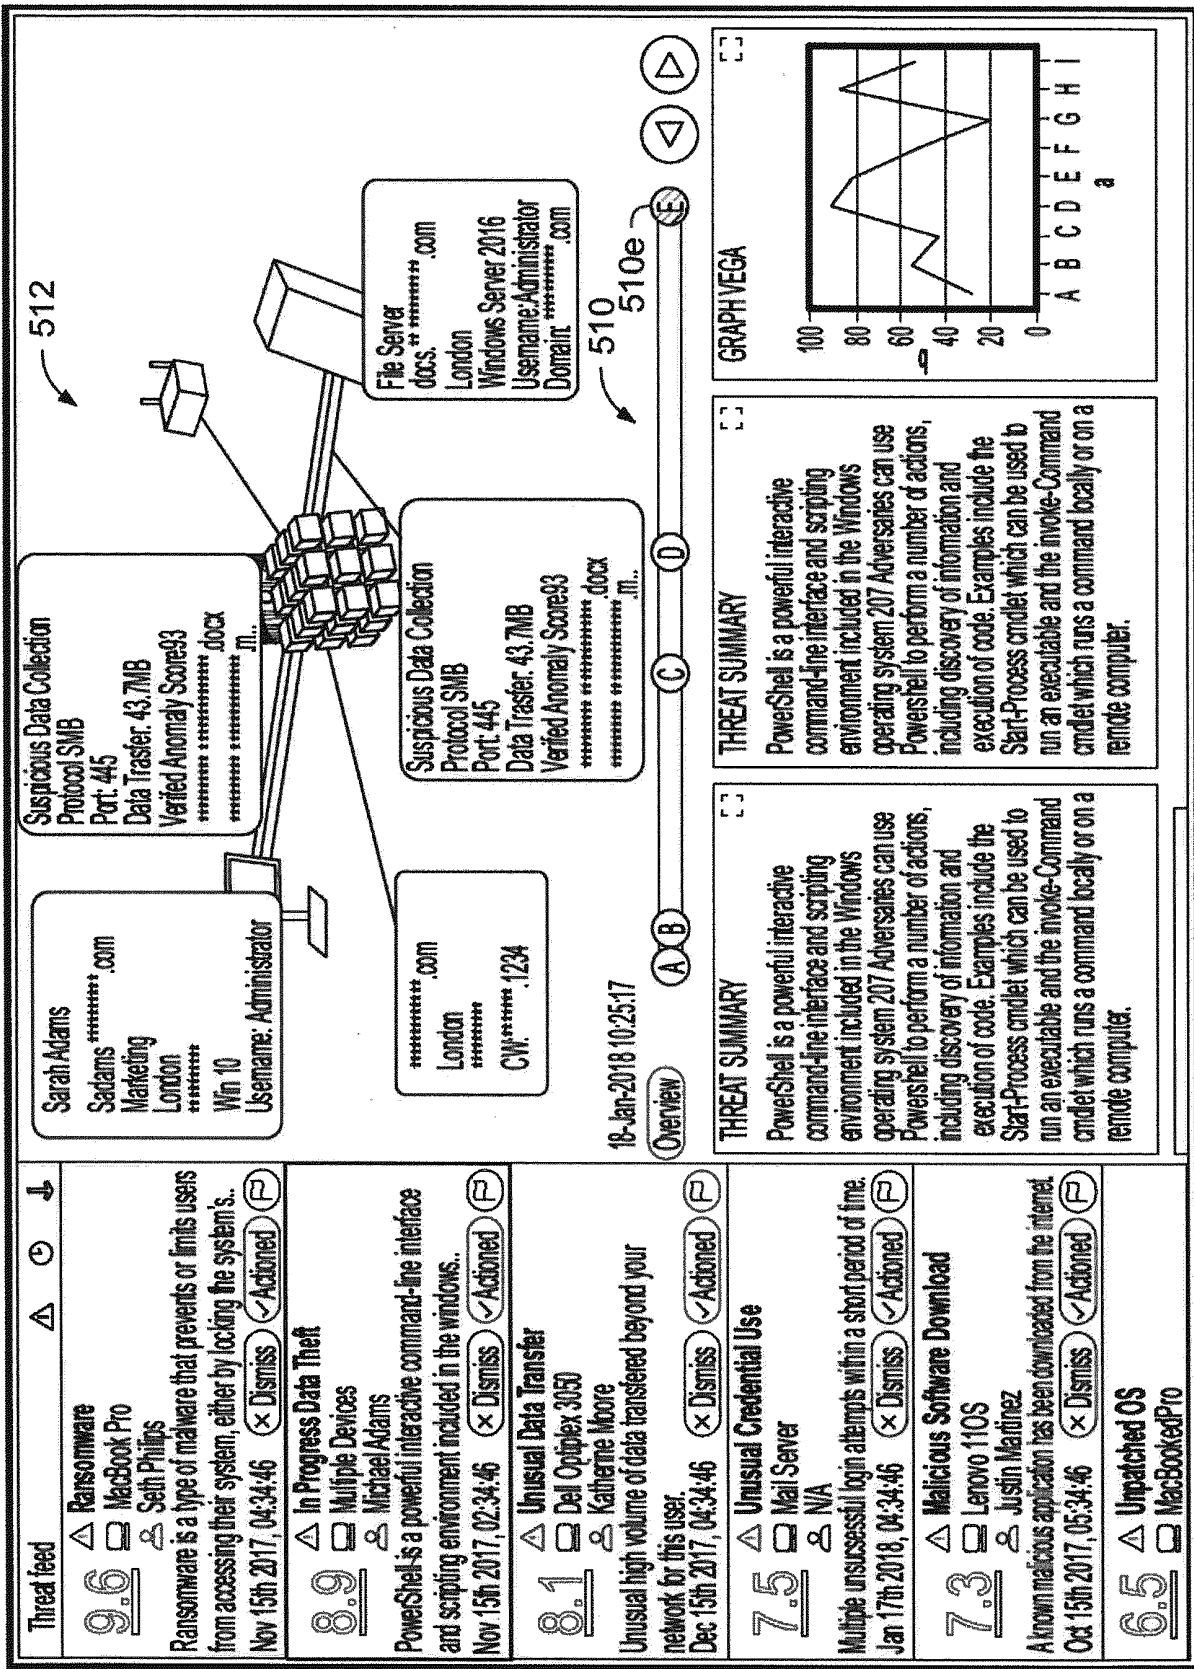 Threat feed
9.6
Ransomware
MacBook Pro
Seth Philips
Ransomware is a type of malware that prevents or limits users
from accessing their system, either by locking the system's..
Nov 15th 2017, 04:34:46
× Dismiss
✓ Actioned
8.9
In Progress Data Theft
Multiple Devices
Michael Adams
PowerShell is a powerful interactive command-line interface
and scripting environment included in the windows..
Nov 15th 2017, 02:34:46
× Dismiss
✓ Actioned
8.1
Unusual Data Transfer
Dell Optiplex 3050
Katherine Moore
Unusual high volume of data transfered beyond your
network for this user..
Dec 15th 2017, 04:34:46
× Dismiss
✓ Actioned
7.5
Unusual Credential Use
Mail Server
N/A
Multiple unsucsessful login attempts within a short period of time.
Jan 17th 2018, 04:34:46
× Dismiss
✓ Actioned
7.3
Malicious Software Download
Lenovo 110S
Justin Martinez
A known malicious application has been downloaded from the internet.
Oct 15th 2017, 05:34:46
× Dismiss
✓ Actioned
6.5
Unpatched OS
MacBookedPro
512
Sarah Adams
Sadams**********.com
Marketing
London
*******
Win 10
Username: Administrator
Suspicious Data Collection
Protocol SMB
Port: 445
Data Trasfer. 43.7MB
Verified Anomaly Score93
********* ************.docx
********* **********.m...
File Server
docs.** *********.com
London
Windows Server 2016
Username:Administrator
Domain: **********.com
Suspicious Data Collection
Protocol SMB
Port: 445
Data Trasfer. 43.7MB
Verified Anomaly Score93
********* ************.docx
********* **********.m...
***********.com
London
********
CW.******.1234
18-Jan-2018 10:25:17
510
510e
Overview
A B C D E
THREAT SUMMARY
PowerShell is a powerful interactive
command-line interface and scripting
environment included in the Windows
operating system 207 Adversaries can use
Powershell to perform a number of actions,
including discovery of information and
execution of code. Examples include the
Start-Process cmdlet which can be used to
run an executable and the invoke-Command
cmdlet which runs a command locally or on a
remote computer.
THREAT SUMMARY
PowerShell is a powerful interactive
command-line interface and scripting
environment included in the Windows
operating system 207 Adversaries can use
Powershell to perform a number of actions,
including discovery of information and
execution of code. Examples include the
Start-Process cmdlet which can be used to
run an executable and the invoke-Command
cmdlet which runs a command locally or on a
remote computer.
GRAPH VEGA
100
80
60
40
20
0
A B C D E F G H I
a